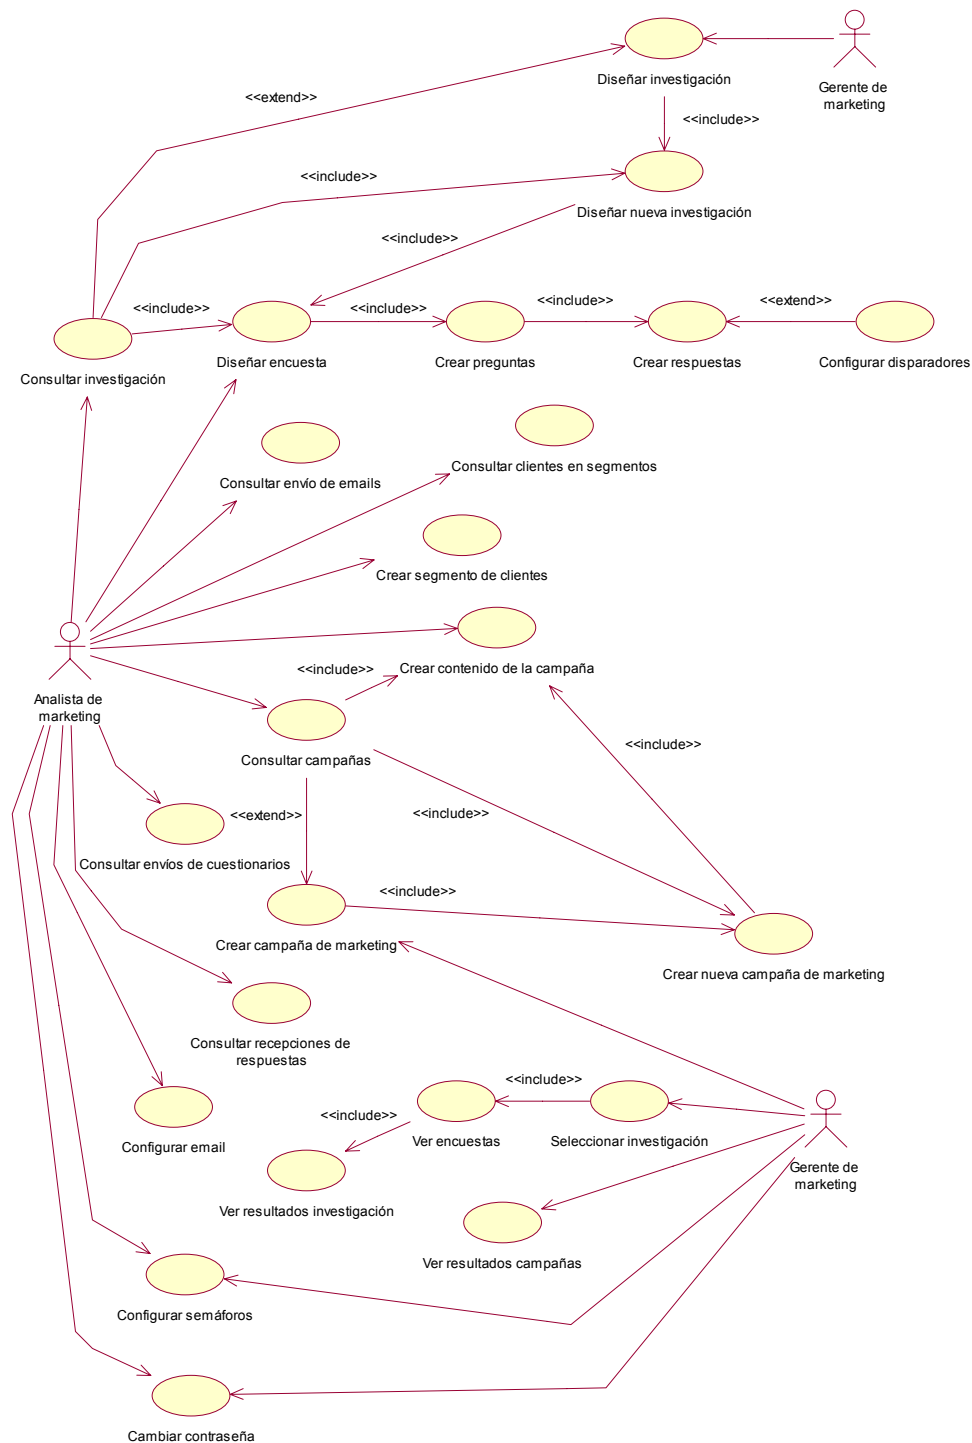 Diseñar investigación
Gerente de
marketing
<<extend>>
<<include>>
<<include>>
Diseñar nueva investigación
<<include>>
<<include>>
<<include>>
<<include>>
<<extend>>
Consultar investigación
Diseñar encuesta
Crear preguntas
Crear respuestas
Configurar disparadores
Consultar envío de emails
Consultar clientes en segmentos
Crear segmento de clientes
<<include>>
Crear contenido de la campaña
Analista de
marketing
Consultar campañas
<<include>>
<<extend>>
<<include>>
Consultar envíos de cuestionarios
<<include>>
Crear campaña de marketing
Crear nueva campaña de marketing
Consultar recepciones de
respuestas
<<include>>
<<include>>
Configurar email
Ver encuestas
Seleccionar investigación
Gerente de
marketing
Ver resultados investigación
Ver resultados campañas
Configurar semáforos
Cambiar contraseña